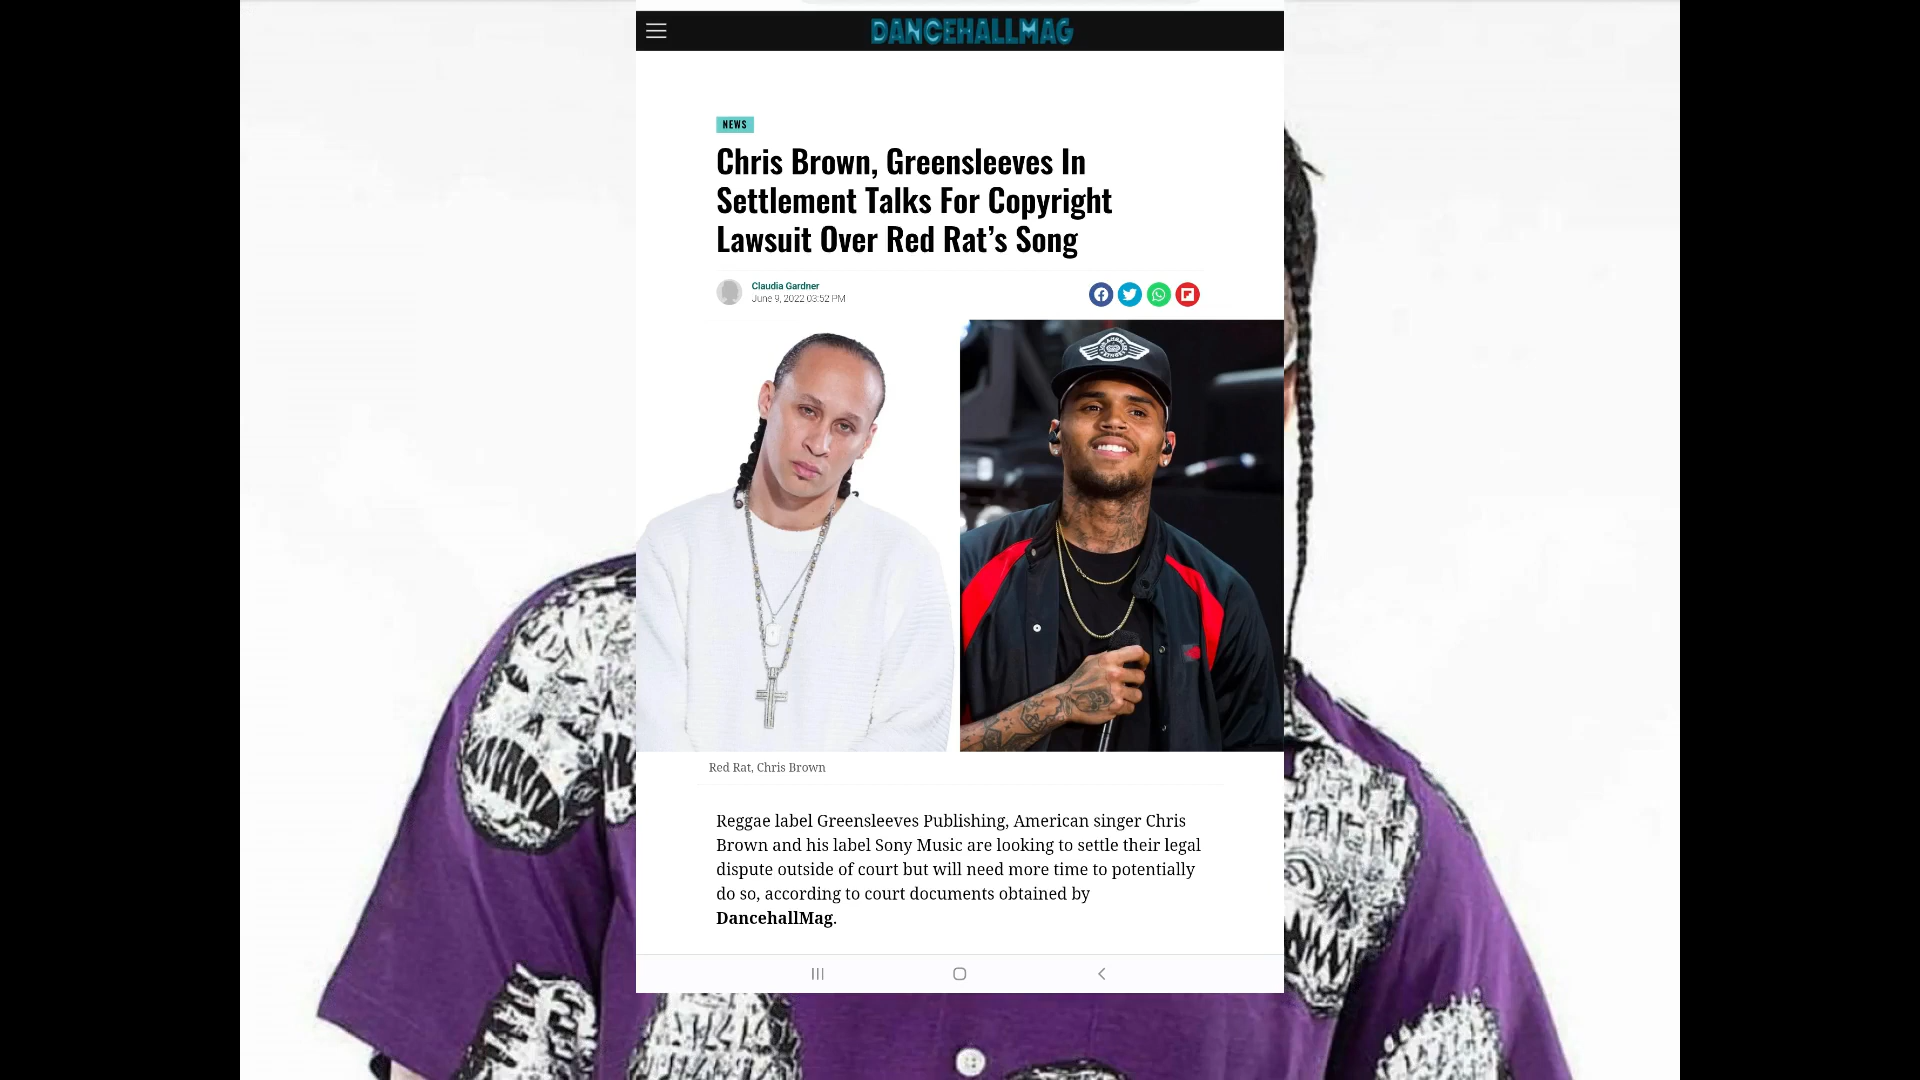 DANCEHALLMAG
NEWS
Chris Brown, Greensleeves In
Settlement Talks For Copyright
Lawsuit Over Red Rat’s Song
Claudia Gardner
June 9, 2022 03:52 PM
Red Rat, Chris Brown
Reggae label Greensleeves Publishing, American singer Chris
Brown and his label Sony Music are looking to settle their legal
dispute outside of court but will need more time to potentially
do so, according to court documents obtained by
DancehallMag.